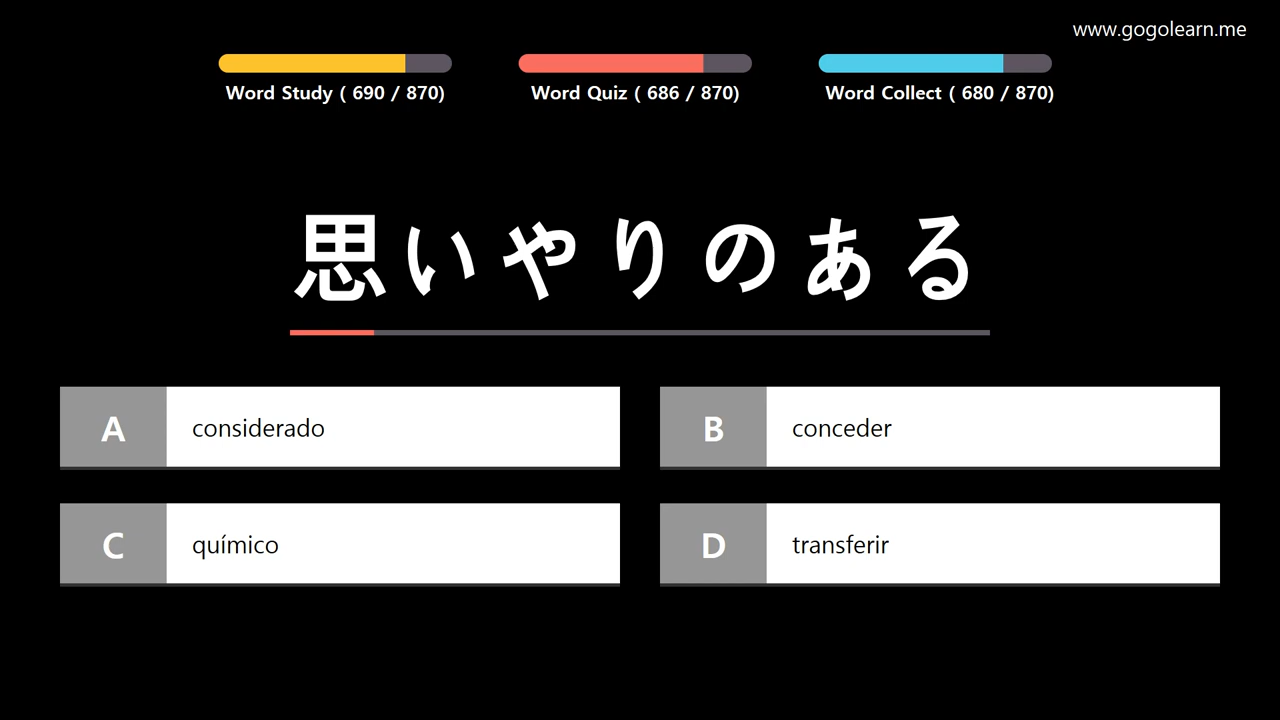 www.gogolearn.me
Word Study ( 690 / 870)
Word Quiz ( 686 / 870)
Word Collect ( 680 / 870)
思いやりのある
A
considerado
B
conceder
C
químico
D
transferir